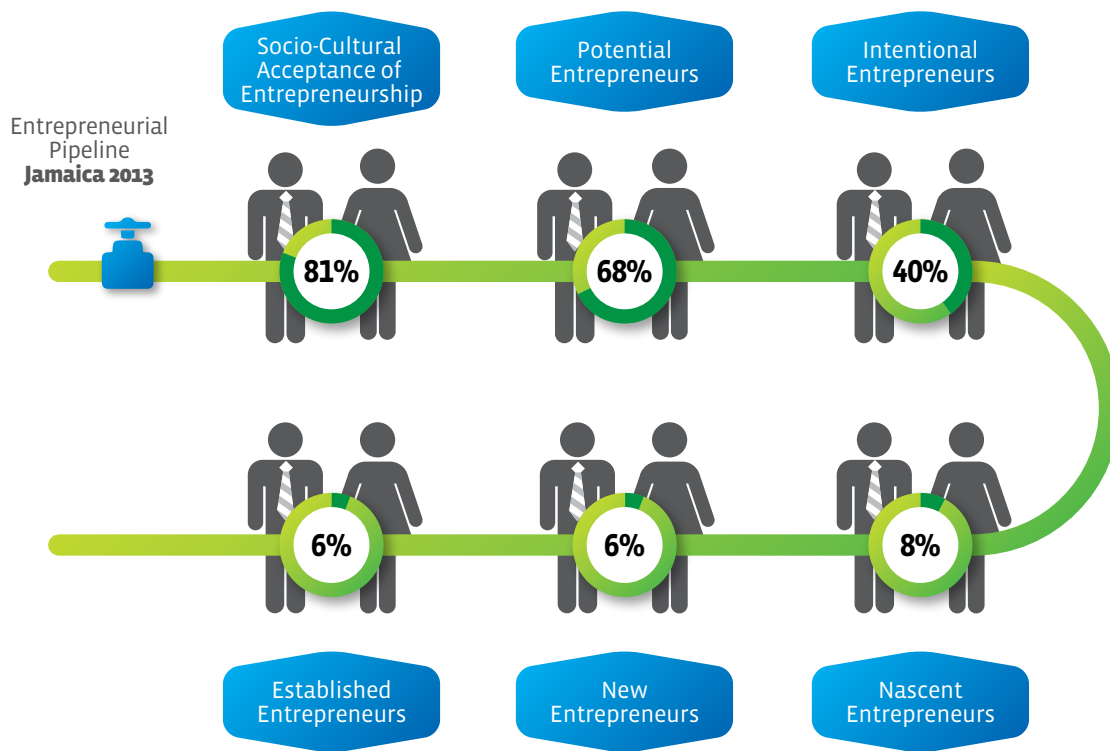 Socio-Cultural
Acceptance of
Entrepreneurship
Potential
Entrepreneurs
Intentional
Entrepreneurs
Entrepreneurial
Pipeline
Jamaica 2013
81%
68%
40%
6%
6%
8%
Established
Entrepreneurs
New
Entrepreneurs
Nascent
Entrepreneurs